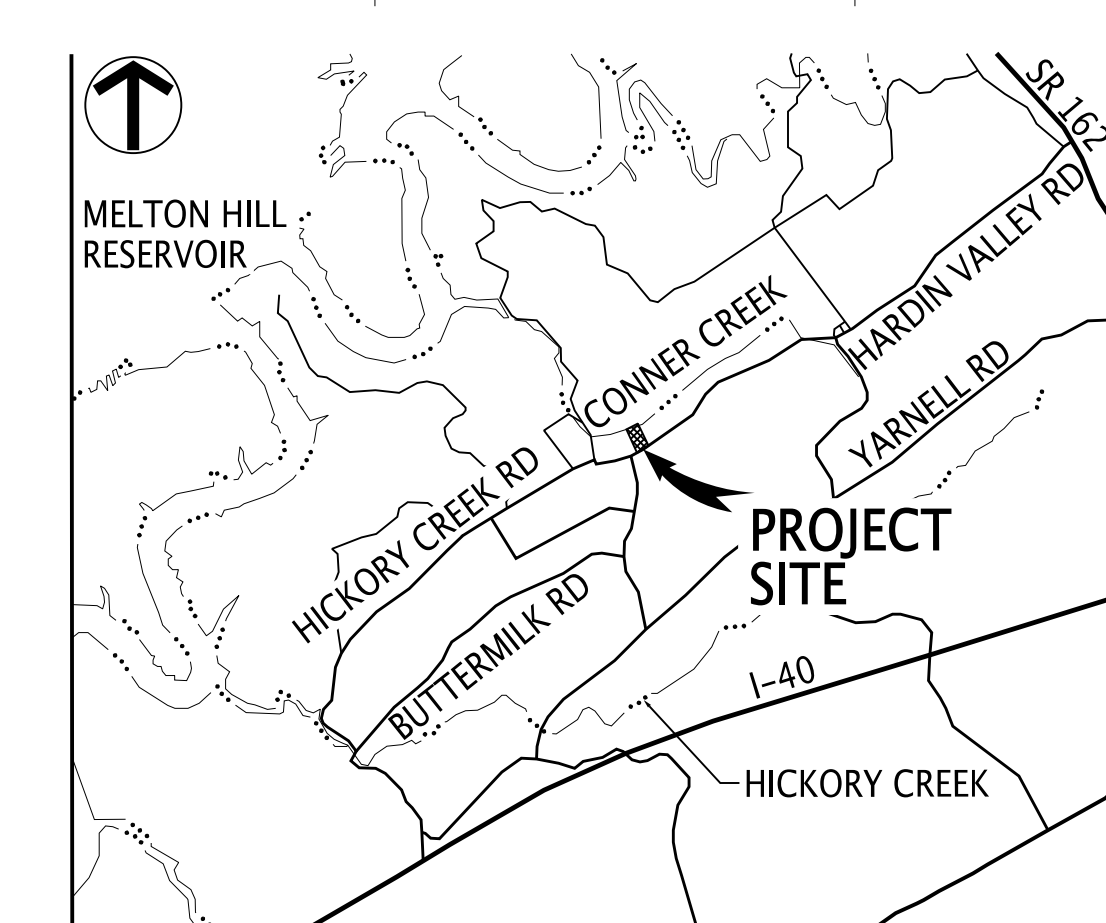 SR 162
MELTON HILL
RESERVOIR
HARDIN VALLEY RD
CONNER CREEK
YARNELL RD
HICKORY CREEK RD
PROJECT
SITE
BUTTERMILK RD
I-40
HICKORY CREEK